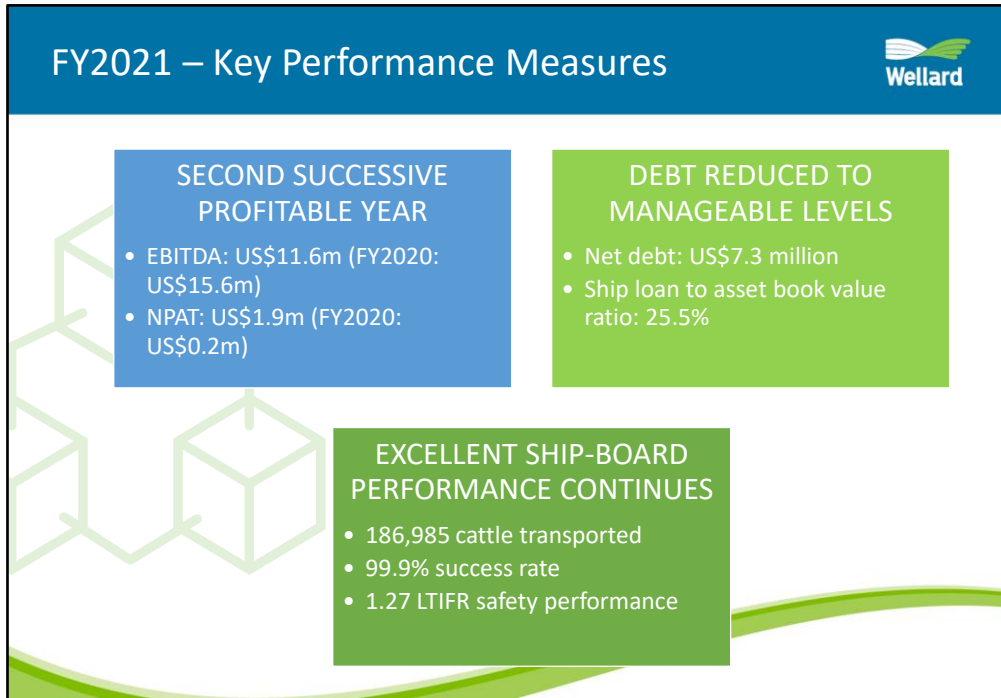 FY2021 – Key Performance Measures
Wellard
SECOND SUCCESSIVE
PROFITABLE YEAR
• EBITDA: US$11.6m (FY2020:
US$15.6m)
• NPAT: US$1.9m (FY2020:
US$0.2m)
DEBT REDUCED TO
MANAGEABLE LEVELS
• Net debt: US$7.3 million
• Ship loan to asset book value
ratio: 25.5%
EXCELLENT SHIP-BOARD
PERFORMANCE CONTINUES
• 186,985 cattle transported
• 99.9% success rate
• 1.27 LTIFR safety performance